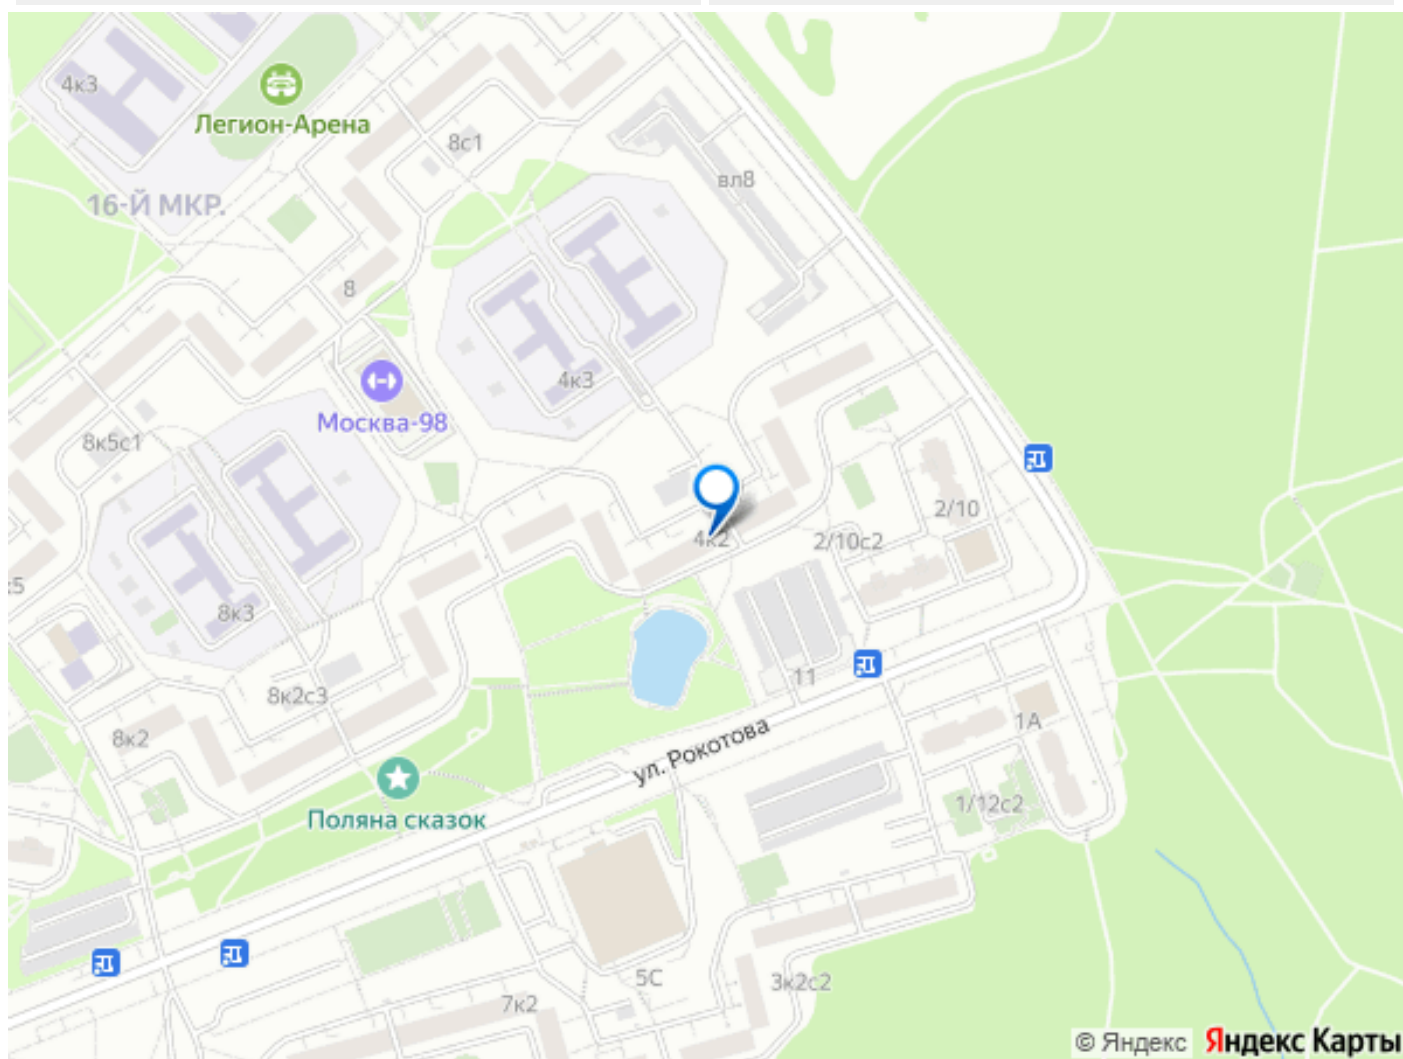 4к3
Легион-Арена
8с1
вл8
16-Й МКР.
8
4к3
Москва-98
8к5с1
2/10
4к2
2/10с2
к5
8к3
11
8к2с3
1А
8к2
ул. Рокотова
1/12с2
Поляна сказок
5С
3к2с2
7к2
© Яндекс Яндекс Карты